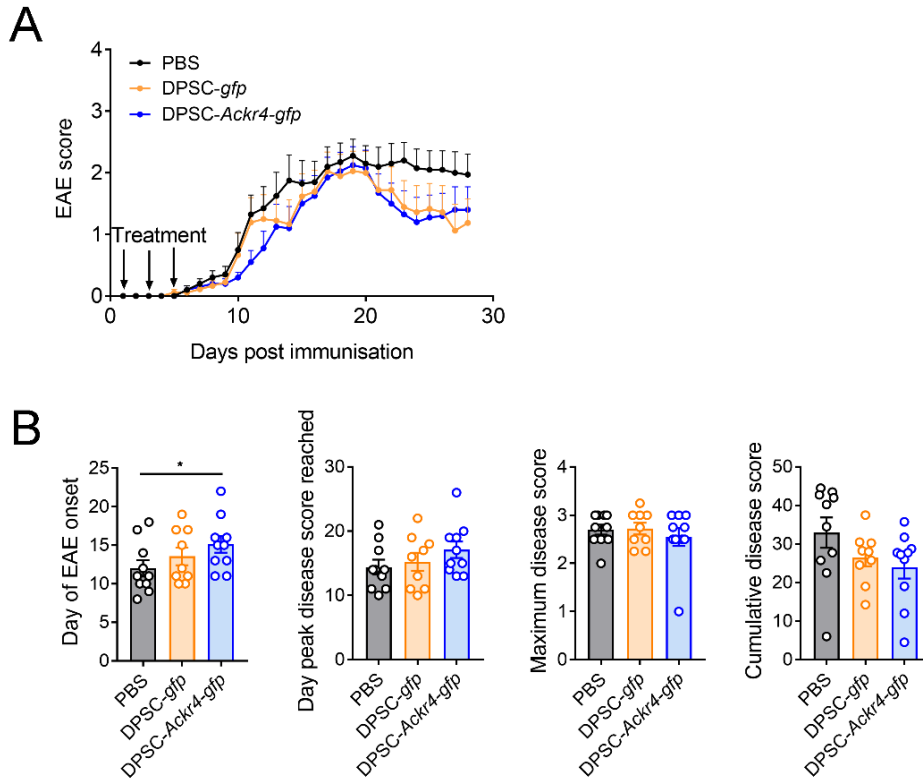 A
4
3
2
1
0
EAE score
PBS
DPSC-gfp
DPSC-Ackr4-gfp
Treatment
0 10 20 30
Days post immunisation
B
25
20
15
10
5
0
Day of EAE onset
*
PBS
DPSC-gfp
DPSC-Ackr4-gfp
30
20
10
0
Day peak disease score reached
PBS
DPSC-gfp
DPSC-Ackr4-gfp
4
3
2
1
0
Maximum disease score
PBS
DPSC-gfp
DPSC-Ackr4-gfp
50
40
30
20
10
0
Cumulative disease score
PBS
DPSC-gfp
DPSC-Ackr4-gfp